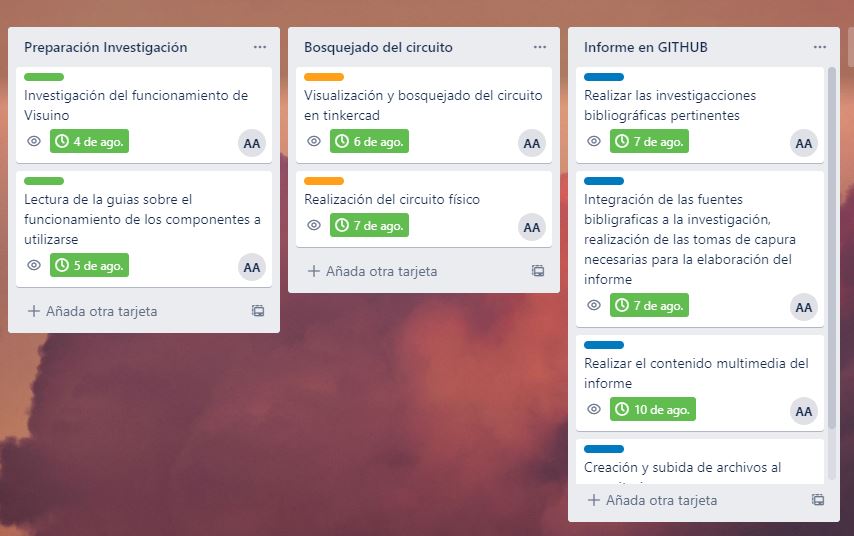 Preparación Investigación
Investigación del funcionamiento de
Visuino
4 de ago.
AA
Lectura de la guias sobre el
funcionamiento de los componentes a
utilizarse
5 de ago.
AA
Añada otra tarjeta
Bosquejado del circuito
Visualización y bosquejado del circuito
en tinkercad
6 de ago.
AA
Realización del circuito físico
7 de ago.
AA
Añada otra tarjeta
Informe en GITHUB
Realizar las investigacciones
bibliográficas pertinentes
7 de ago.
AA
Integración de las fuentes
bibligraficas a la investigación,
realización de las tomas de capura
necesarias para la elaboración del
informe
7 de ago.
AA
Realizar el contenido multimedia del
informe
10 de ago.
AA
Creación y subida de archivos al
Añada otra tarjeta